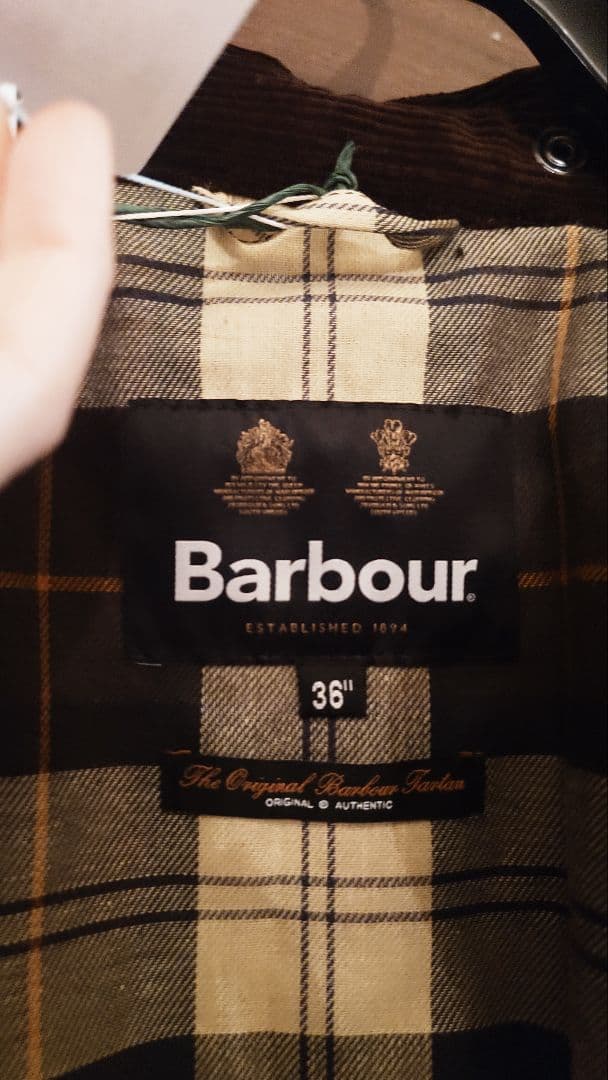 Barbour®
ESTABLISHED 1894
36"
The Original Barbour Tartan
ORIGINAL & AUTHENTIC